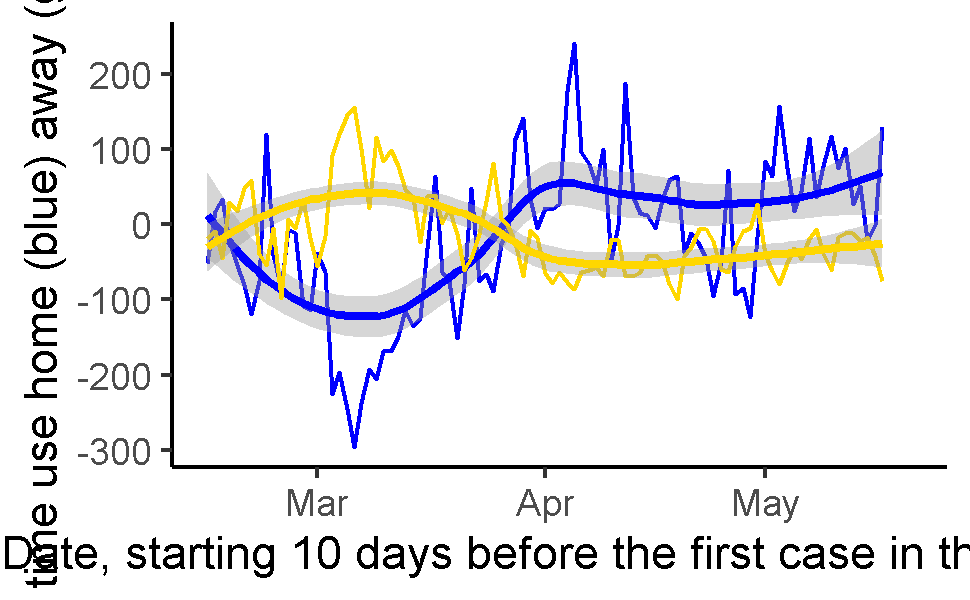 time use home (blue) away (
200
100
0
-100
-200
-300
Mar Apr May
Date, starting 10 days before the first case in th